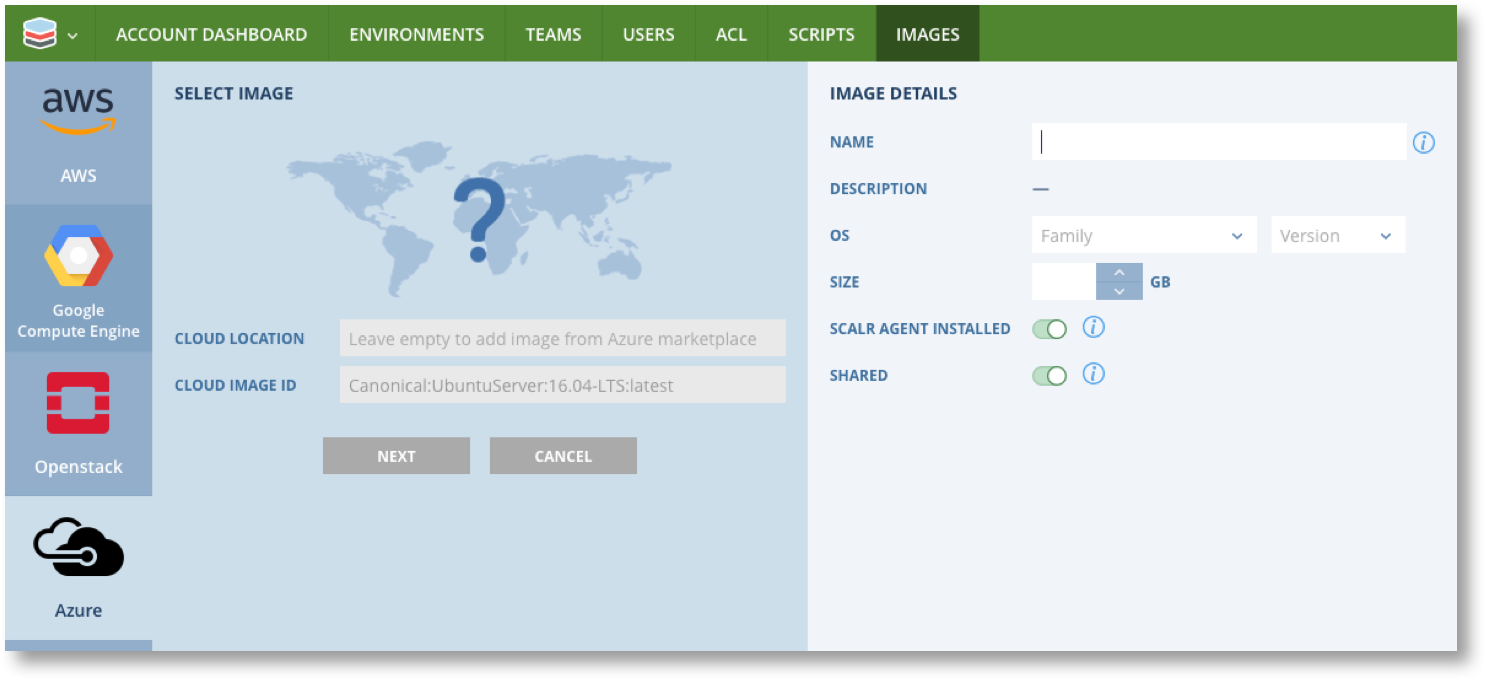 ACCOUNT DASHBOARD ENVIRONMENTS TEAMS USERS ACL SCRIPTS IMAGES
aws
AWS
Google
Compute Engine
Openstack
Azure
SELECT IMAGE
?
CLOUD LOCATION Leave empty to add image from Azure marketplace
CLOUD IMAGE ID Canonical:UbuntuServer:16.04-LTS:latest
NEXT CANCEL
IMAGE DETAILS
NAME i
DESCRIPTION —
OS Family Version
SIZE GB
SCALR AGENT INSTALLED i
SHARED i